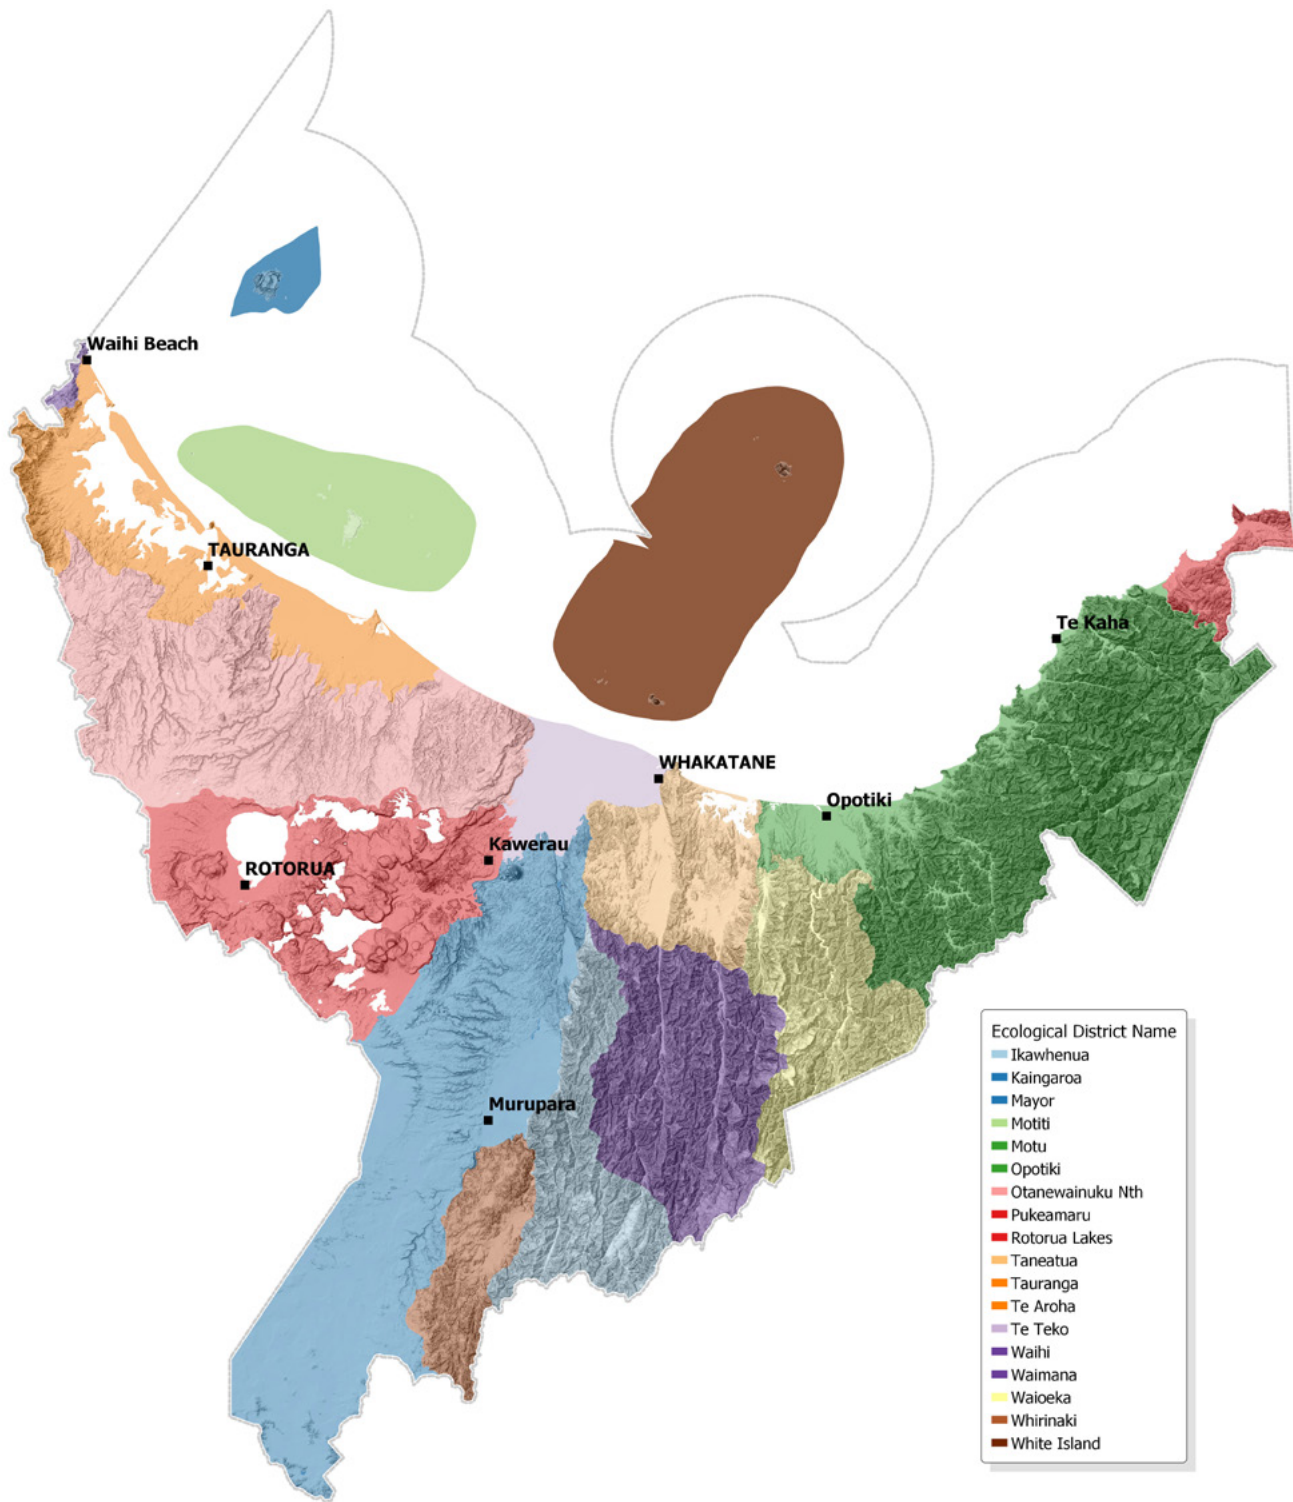 Waihi Beach
TAURANGA
Te Kaha
WHAKATANE
Opotiki
Kawerau
ROTORUA
Murupara
Ecological District Name
Ikawhenua
Kaingaroa
Mayor
Motiti
Motu
Opotiki
Otanewainuku Nth
Pukeamaru
Rotorua Lakes
Taneatua
Tauranga
Te Aroha
Te Teko
Waihi
Waimana
Waioeka
Whirinaki
White Island